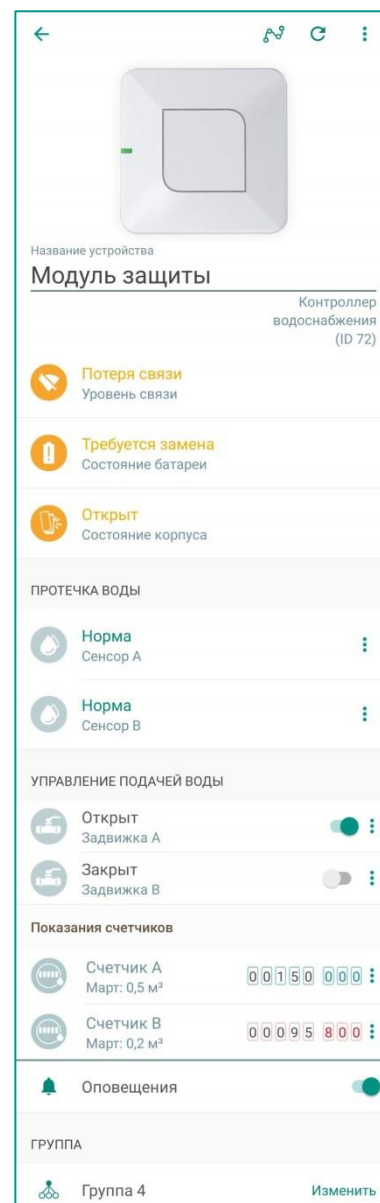 Название устройства
Модуль защиты
Контроллер
водоснабжения
(ID 72)
Потеря связи
Уровень связи
Требуется замена
Состояние батареи
Открыт
Состояние корпуса
ПРОТЕЧКА ВОДЫ
Норма
Сенсор А
Норма
Сенсор В
УПРАВЛЕНИЕ ПОДАЧЕЙ ВОДЫ
Открыт
Задвижка А
Закрыт
Задвижка В
Показания счетчиков
Счетчик А 00150 000
Март: 0,5 м³
Счетчик В 00095 800
Март: 0,2 м³
Оповещения
ГРУППА
Группа 4 Изменить